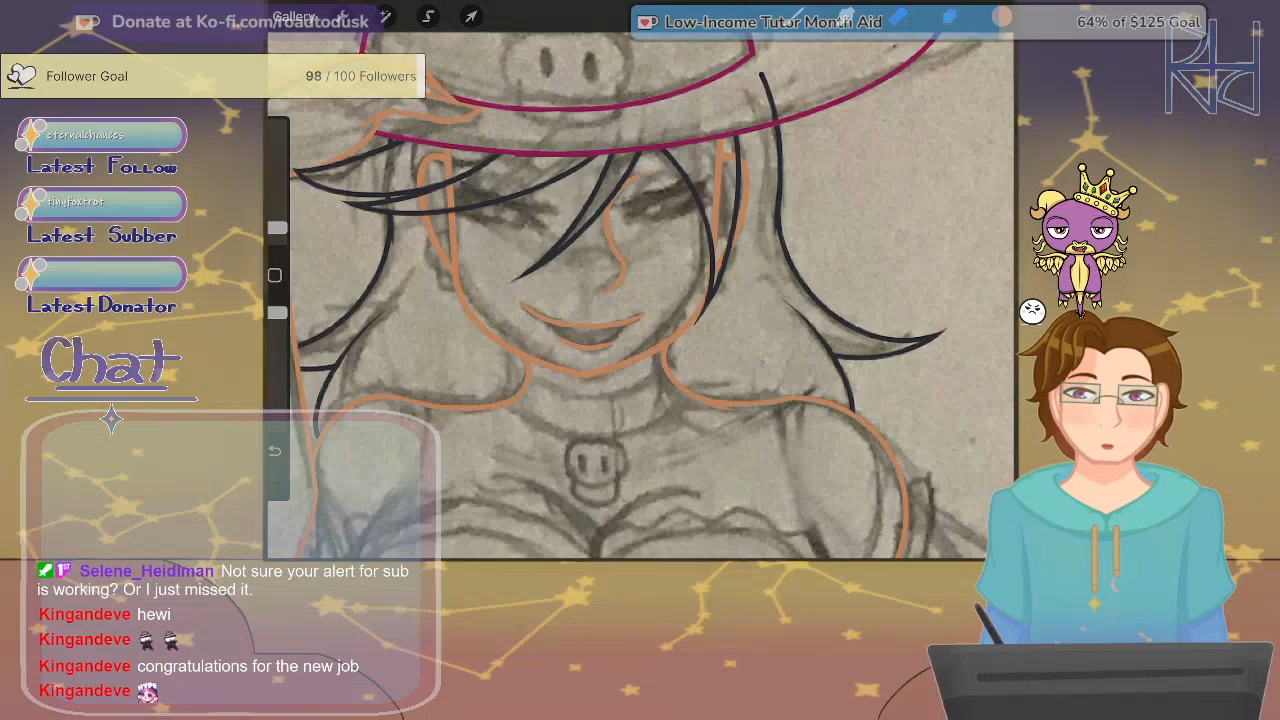 Donate at Ko-fi.com/roadtodusk
Gallery
Low-Income Tutor Month Aid
64% of $125 Goal
Follower Goal
98 / 100 Followers
eternalchances
Latest Follow
tinyfoxtrot
Latest Subber
Latest Donator
Chat
Selene_Heidlman Not sure your alert for sub
is working? Or I just missed it.
Kingandeve hewi
Kingandeve
Kingandeve congratulations for the new job
Kingandeve